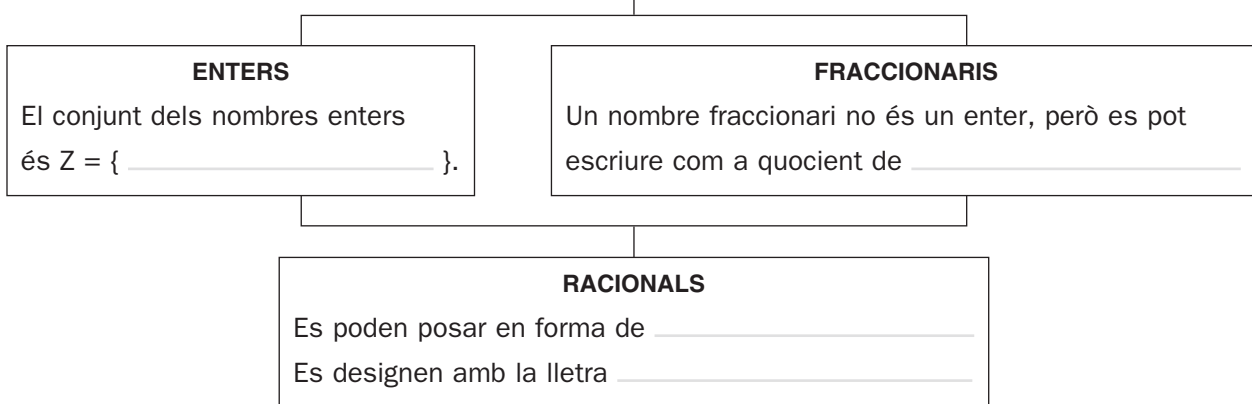 ENTERS
El conjunt dels nombres enters
és Z = { }.
FRACCIONARIS
Un nombre fraccionari no és un enter, però es pot
escriure com a quocient de
RACIONALS
Es poden posar en forma de
Es designen amb la lletra